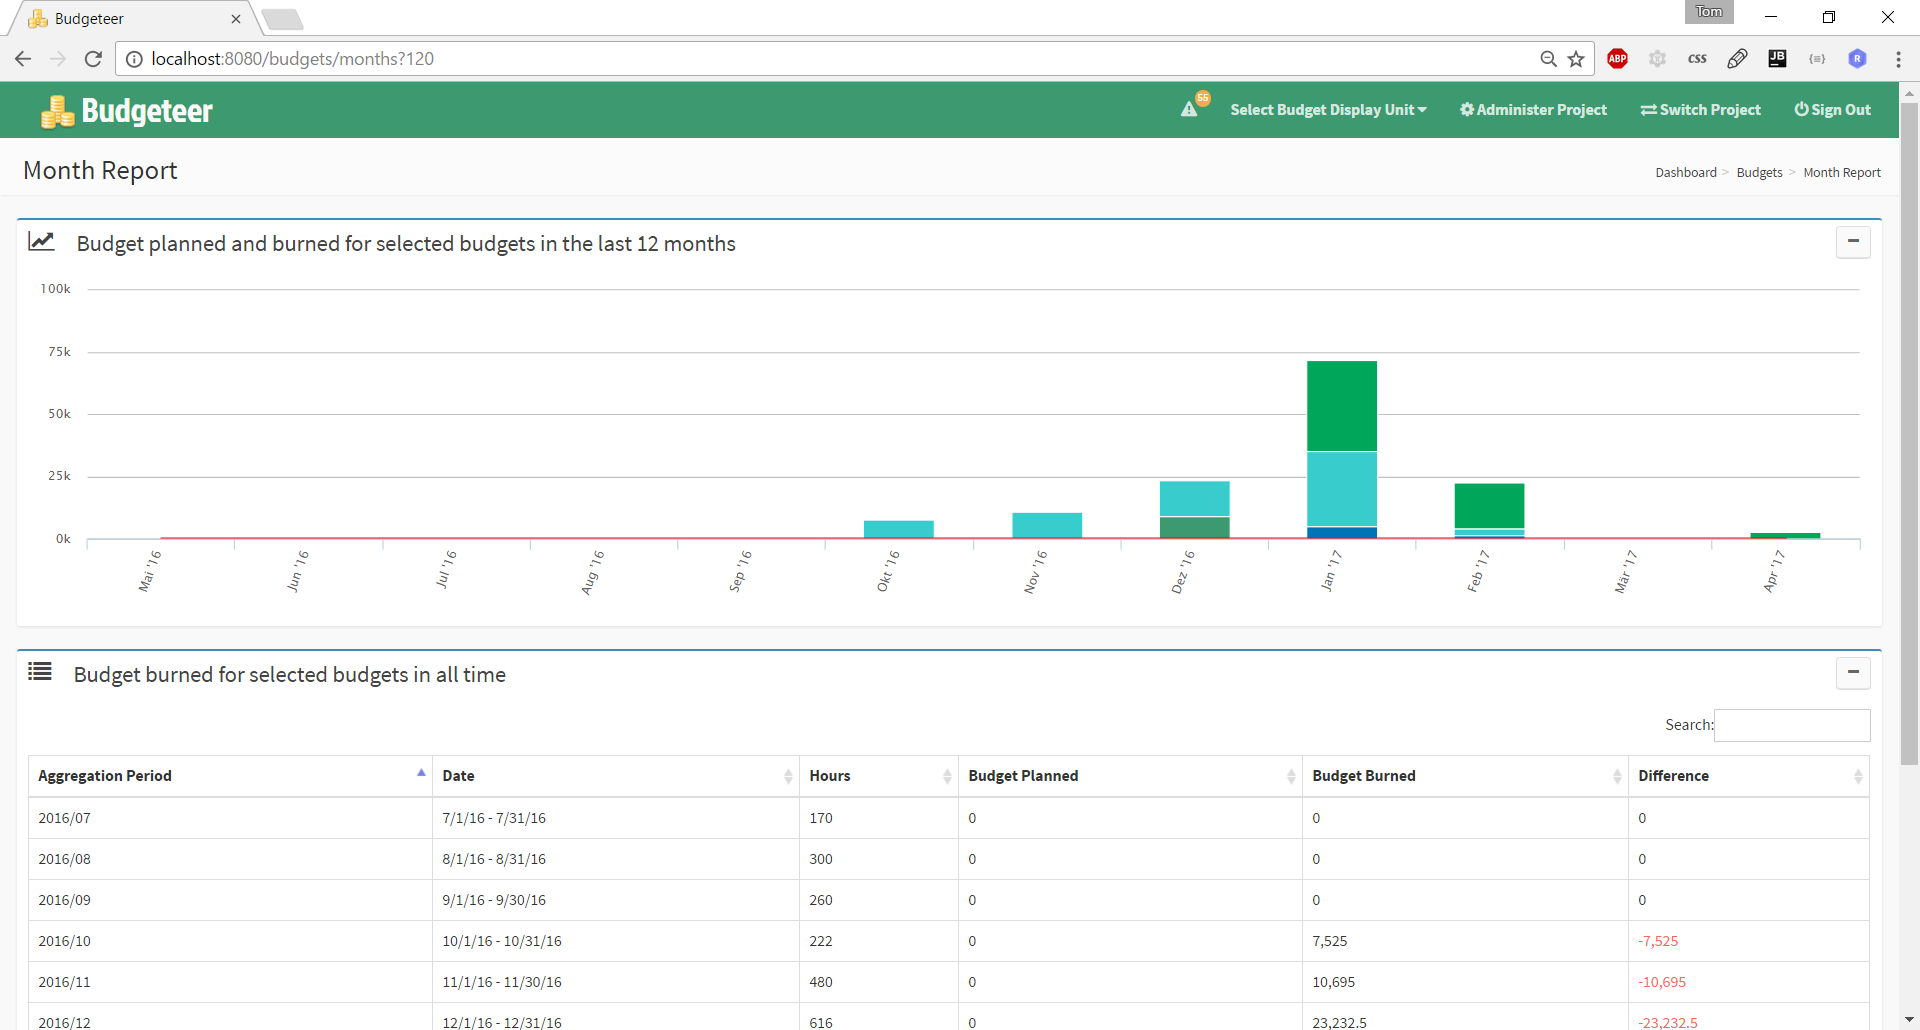 Budgeteer
Tom
localhost:8080/budgets/months?120
ABP
CSS
JB
R
Budgeteer
55
Select Budget Display Unit
Administer Project
Switch Project
Sign Out
Month Report
Dashboard > Budgets > Month Report
Budget planned and burned for selected budgets in the last 12 months
100k
75k
50k
25k
0k
Mai '16
Jun '16
Jul '16
Aug '16
Sep '16
Okt '16
Nov '16
Dez '16
Jan '17
Feb '17
Mär '17
Apr '17
Budget burned for selected budgets in all time
Search:
Aggregation Period Date Hours Budget Planned Budget Burned Difference
2016/07 7/1/16 - 7/31/16 170 0 0 0
2016/08 8/1/16 - 8/31/16 300 0 0 0
2016/09 9/1/16 - 9/30/16 260 0 0 0
2016/10 10/1/16 - 10/31/16 222 0 7,525 -7,525
2016/11 11/1/16 - 11/30/16 480 0 10,695 -10,695
2016/12 12/1/16 - 12/31/16 616 0 23,232.5 -23,232.5